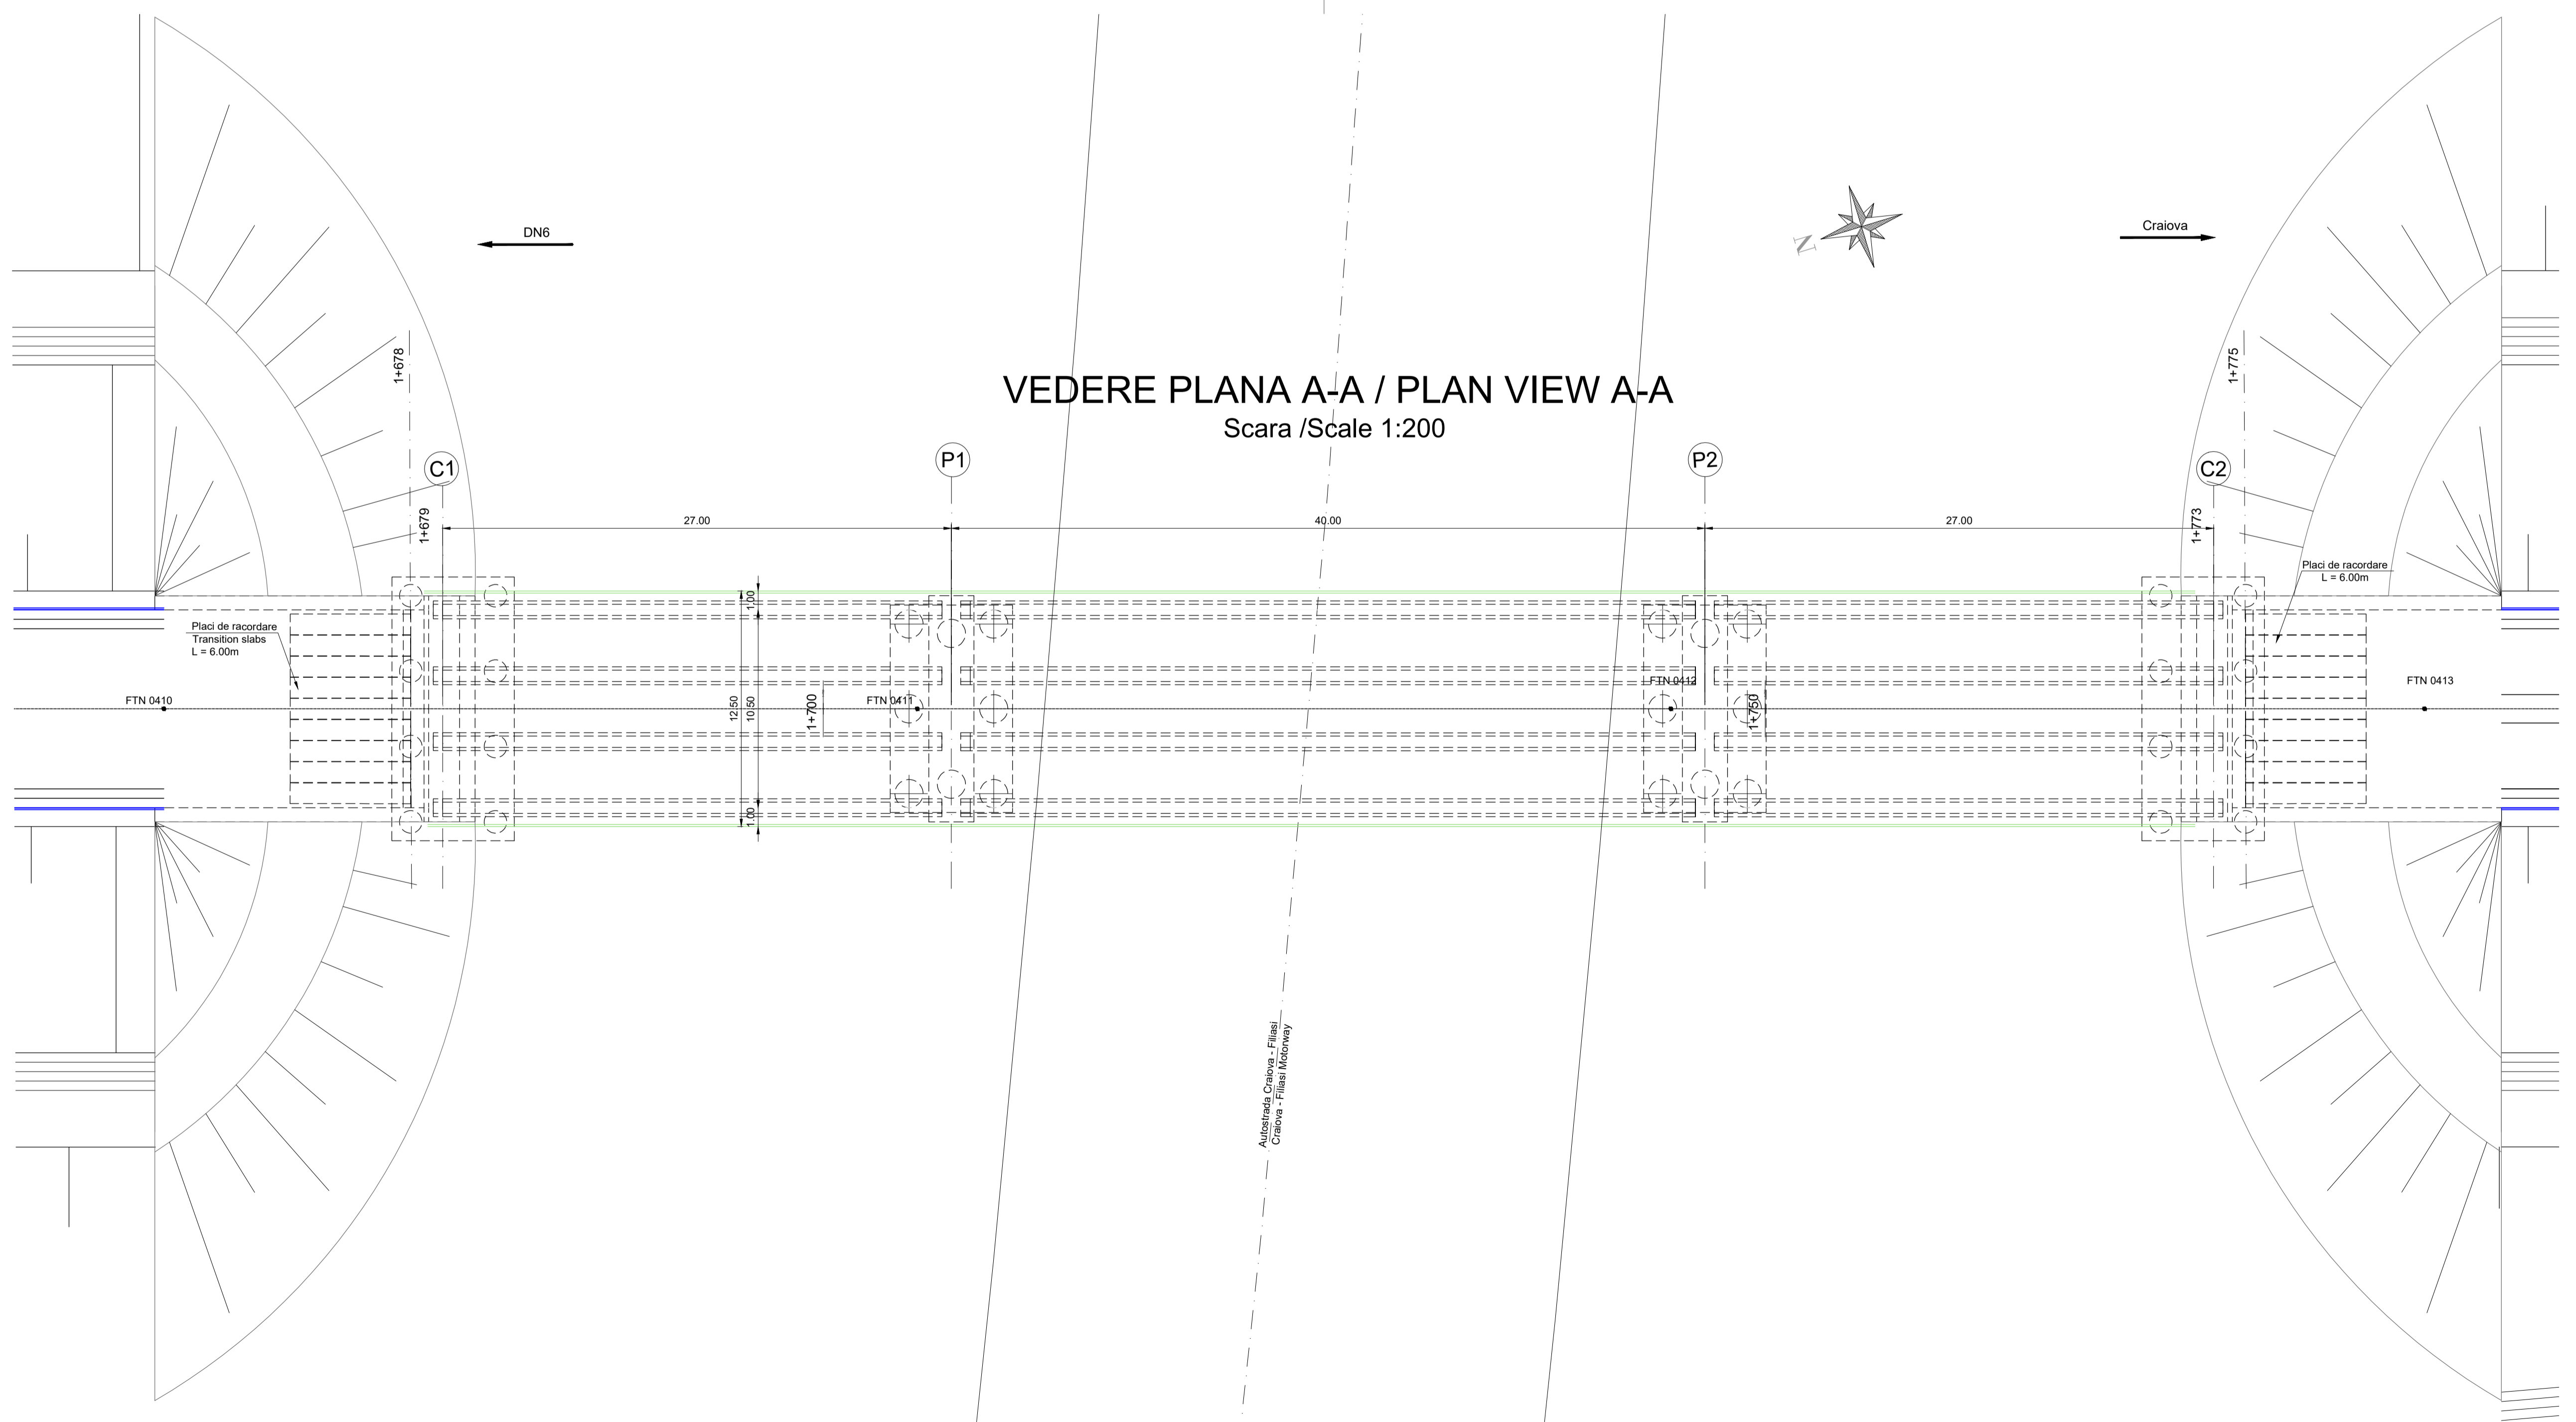 DN6
N
Craiova
1+678
1+775
VEDERE PLANA A-A / PLAN VIEW A-A
Scara /Scale 1:200
C1
P1
P2
C2
1+679
27.00
40.00
27.00
1+773
Placi de racordare
L = 6.00m
1.00
Placi de racordare
Transition slabs
L = 6.00m
FTN 0410
12.50
10.50
1+700
FTN 0411
FTN 0412
1+750
FTN 0413
1.00
Autostrada Craiova - Filiasi
Craiova - Filiasi Motorway